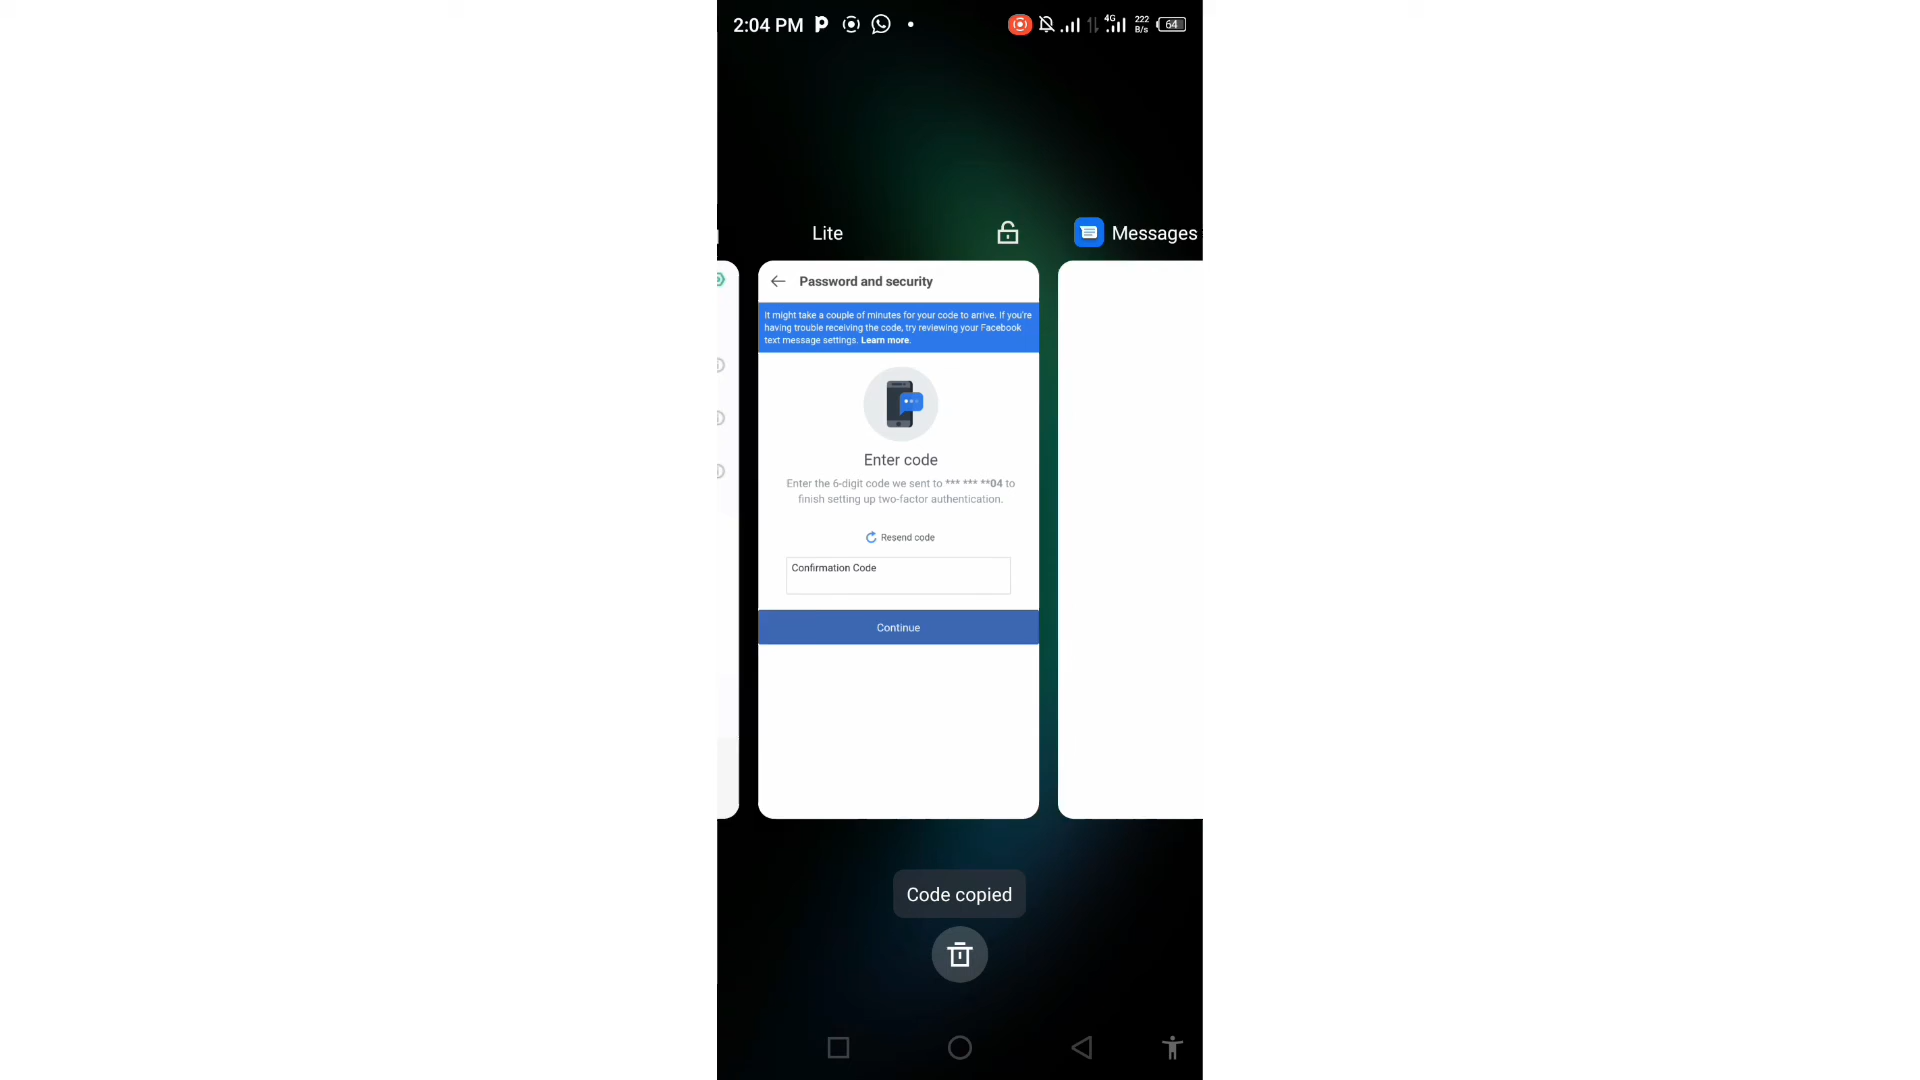 2:04 PM
4G
222
B/s
64
Lite
Messages
Password and security
It might take a couple of minutes for your code to arrive. If you're
having trouble receiving the code, try reviewing your Facebook
text message settings. Learn more.
Enter code
Enter the 6-digit code we sent to *** *** **04 to
finish setting up two-factor authentication.
Resend code
Confirmation Code
Continue
Code copied